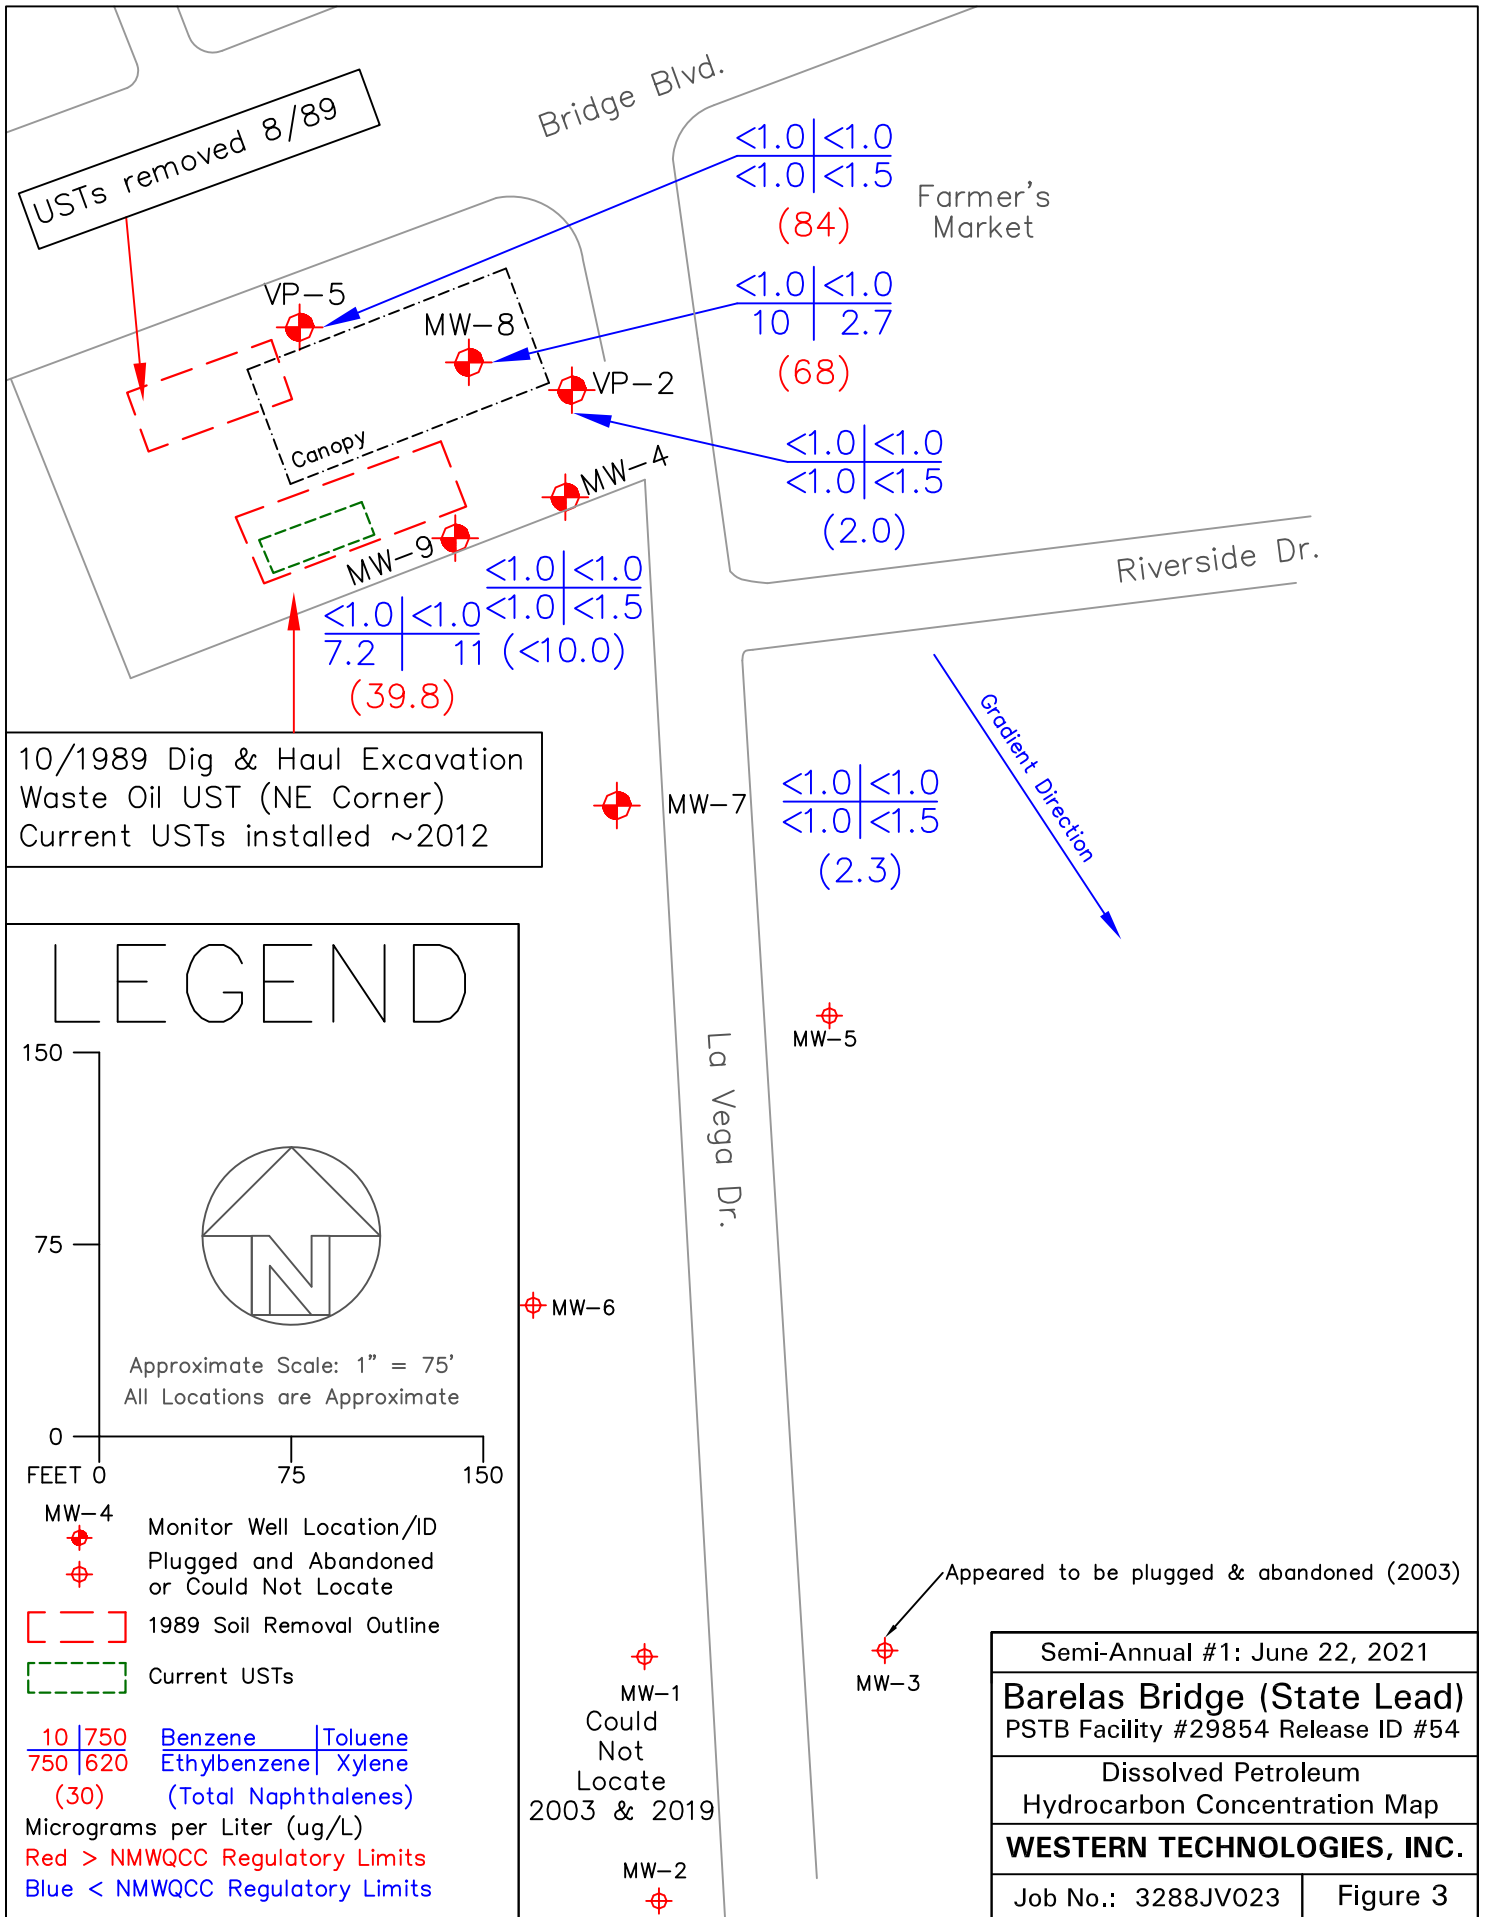 Bridge Blvd.
USTs removed 8/89
<1.0 <1.0
<1.0 <1.5
(84)
Farmer's
Market
VP-5
MW-8
<1.0 <1.0
10 2.7
(68)
VP-2
Canopy
MW-4
<1.0 <1.0
<1.0 <1.5
(2.0)
MW-9
<1.0 <1.0
<1.0 <1.5
(<10.0)
<1.0 <1.0
7.2 11
(39.8)
Riverside Dr.
Gradient Direction
10/1989 Dig & Haul Excavation
Waste Oil UST (NE Corner)
Current USTs installed ~2012
MW-7
<1.0 <1.0
<1.0 <1.5
(2.3)
MW-5
La Vega Dr.
MW-6
LEGEND
150
75
0
FEET 0 75 150
Approximate Scale: 1" = 75'
All Locations are Approximate
MW-4
Monitor Well Location/ID
Plugged and Abandoned
or Could Not Locate
1989 Soil Removal Outline
Current USTs
10 750 Benzene Toluene
750 620 Ethylbenzene Xylene
(30) (Total Naphthalenes)
Micrograms per Liter (ug/L)
Red > NMWQCC Regulatory Limits
Blue < NMWQCC Regulatory Limits
Appeared to be plugged & abandoned (2003)
MW-3
MW-1
Could
Not
Locate
2003 & 2019
MW-2
Semi-Annual #1: June 22, 2021
Barelas Bridge (State Lead)
PSTB Facility #29854 Release ID #54
Dissolved Petroleum
Hydrocarbon Concentration Map
WESTERN TECHNOLOGIES, INC.
Job No.: 3288JV023
Figure 3